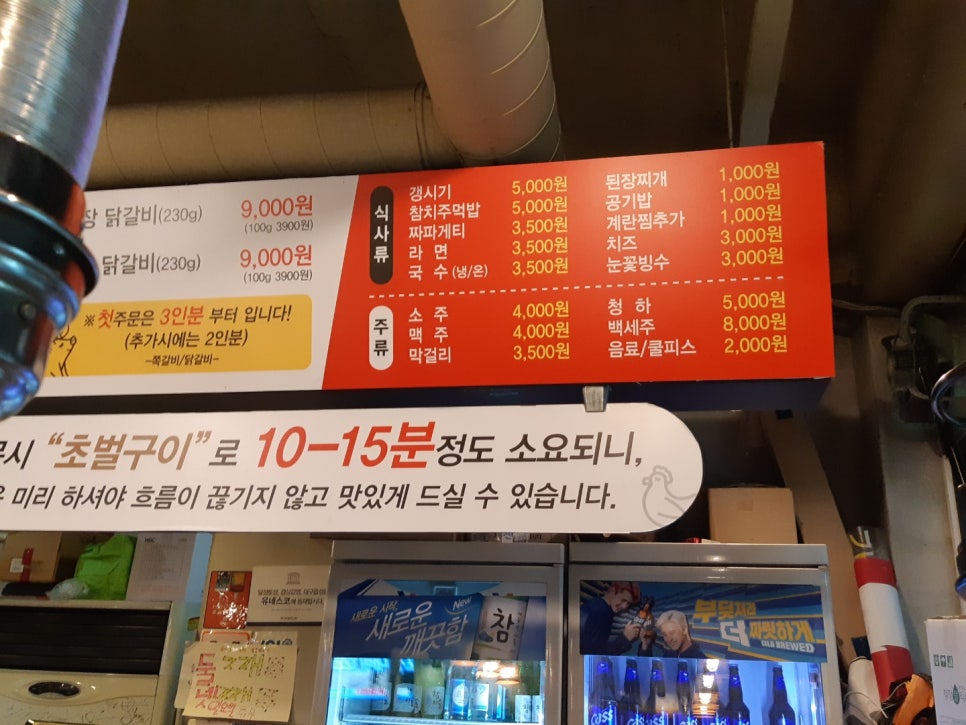 장 닭갈비(230g) 9,000원
(100g 3900원)
닭갈비(230g) 9,000원
(100g 3900원)
※첫주문은 3인분 부터 입니다!
(추가시에는 2인분)
-쪽갈비/닭갈비-
식사류
갱시기 5,000원
참치주먹밥 5,000원
짜파게티 3,500원
라 면 3,500원
국 수 (냉/온) 3,500원
된장찌개 1,000원
공기밥 1,000원
계란찜추가 1,000원
치즈 3,000원
눈꽃빙수 3,000원
주류
소 주 4,000원
맥 주 4,000원
막걸리 3,500원
청 하 5,000원
백세주 8,000원
음료/쿨피스 2,000원
"초벌구이"로 10-15분정도 소요되니,
미리 하셔야 흐름이 끊기지 않고 맛있게 드실 수 있습니다.
새로운 시작
새로운
깨끗함
New
참
더 짜릿하게
COLD BREWED
Cass